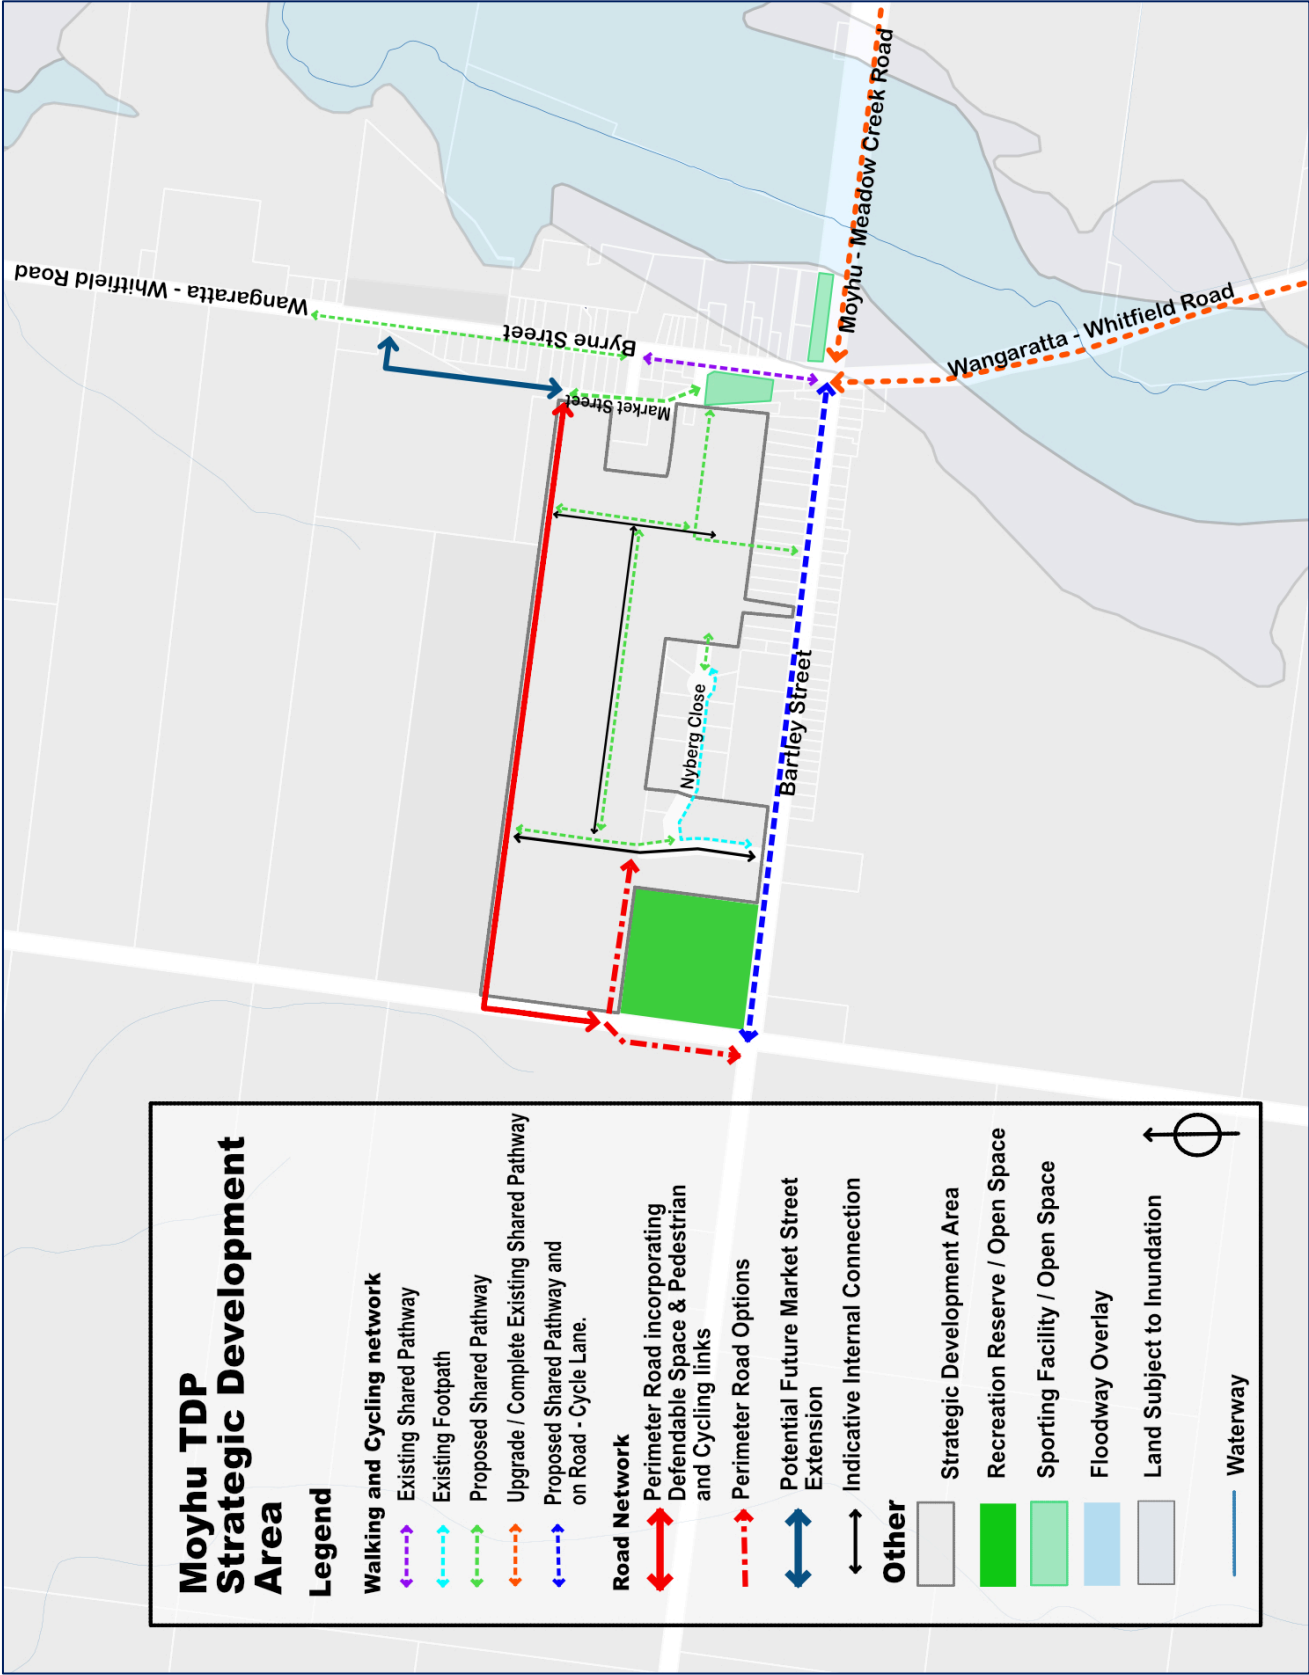 Moyhu TDP
Strategic Development
Area
Legend
Walking and Cycling network
Existing Shared Pathway
Existing Footpath
Proposed Shared Pathway
Upgrade / Complete Existing Shared Pathway
Proposed Shared Pathway and
on Road - Cycle Lane.
Road Network
Perimeter Road incorporating
Defendable Space & Pedestrian
and Cycling links
Perimeter Road Options
Potential Future Market Street
Extension
Indicative Internal Connection
Other
Strategic Development Area
Recreation Reserve / Open Space
Sporting Facility / Open Space
Floodway Overlay
Land Subject to Inundation
Waterway
Wangaratta - Whitfield Road
Byrne Street
Market Street
Nyberg Close
Bartley Street
Moyhu - Meadow Creek Road
Wangaratta - Whitfield Road